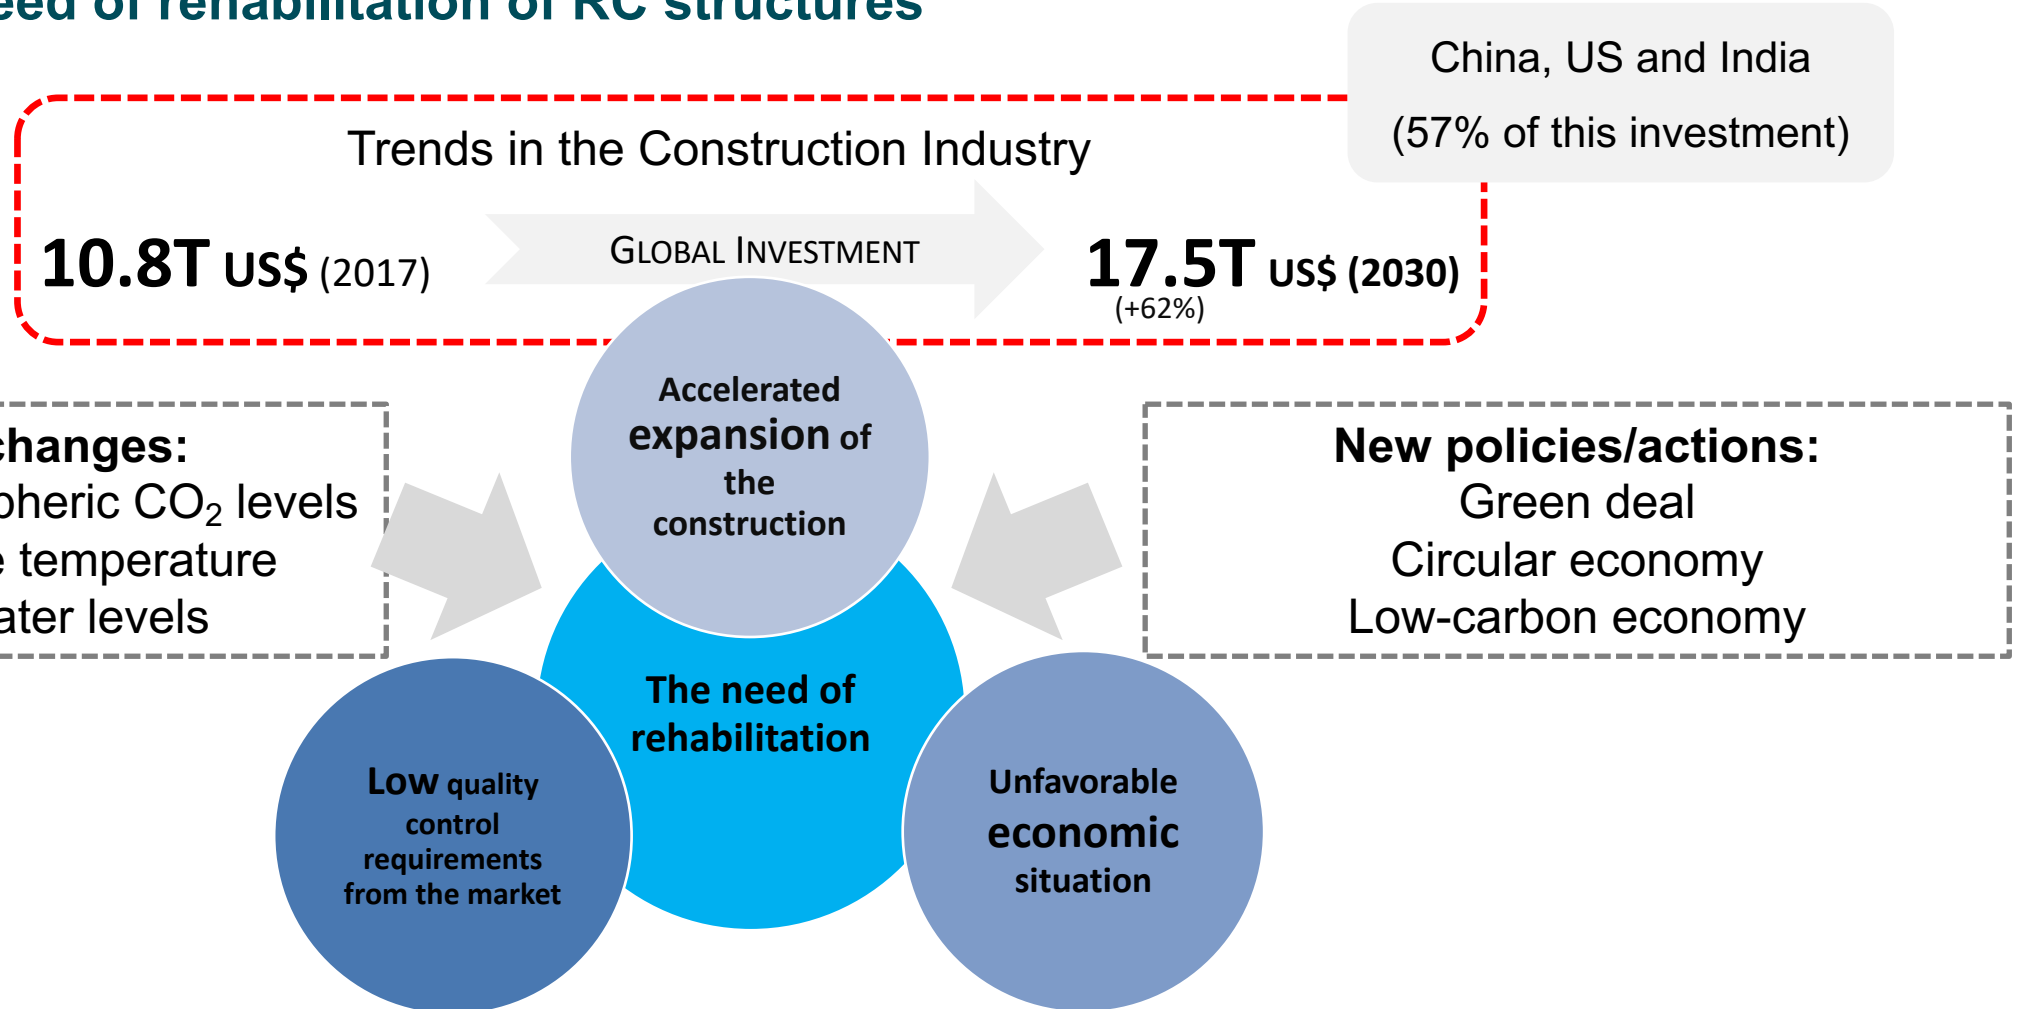 of rehabilitation of RC structures
China, US and India
(57% of this investment)
Trends in the Construction Industry
10.8T US$ (2017)
GLOBAL INVESTMENT
17.5T US$ (2030)
(+62%)
Accelerated
expansion of
the
construction
changes:
CO₂ levels
temperature
levels
New policies/actions:
Green deal
Circular economy
Low-carbon economy
The need of
rehabilitation
Low quality
control
requirements
from the market
Unfavorable
economic
situation